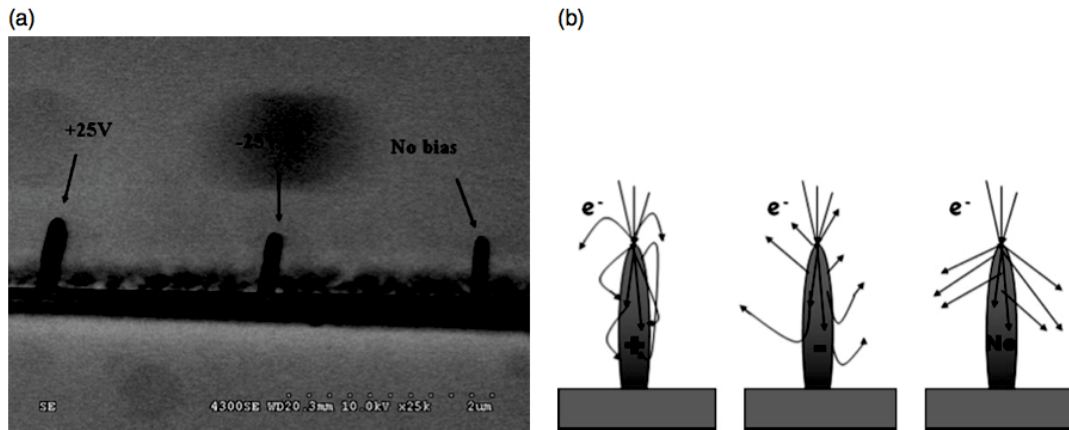 (a)
(b)
+25V
-25V
No bias
SE
4300SE WD20.3mm 10.0kV x25k 2um
e-
e-
e-
+
-
No